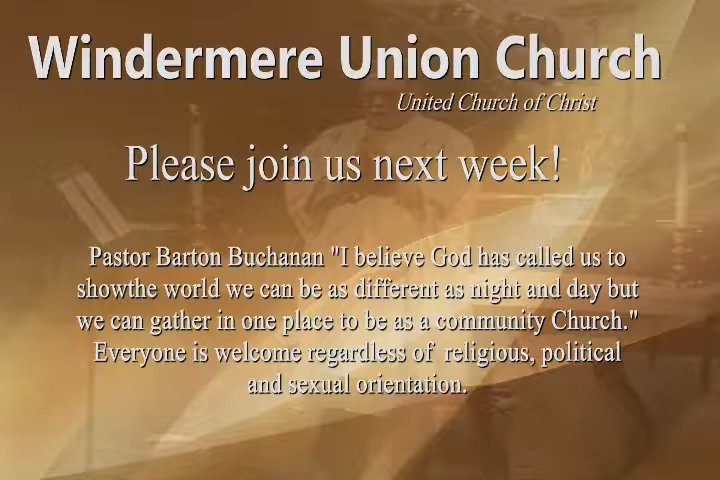 Windermere Union Church
United Church of Christ
Please join us next week!
Pastor Barton Buchanan "I believe God has called us to
showthe world we can be as different as night and day but
we can gather in one place to be as a community Church."
Everyone is welcome regardless of religious, political
and sexual orientation.